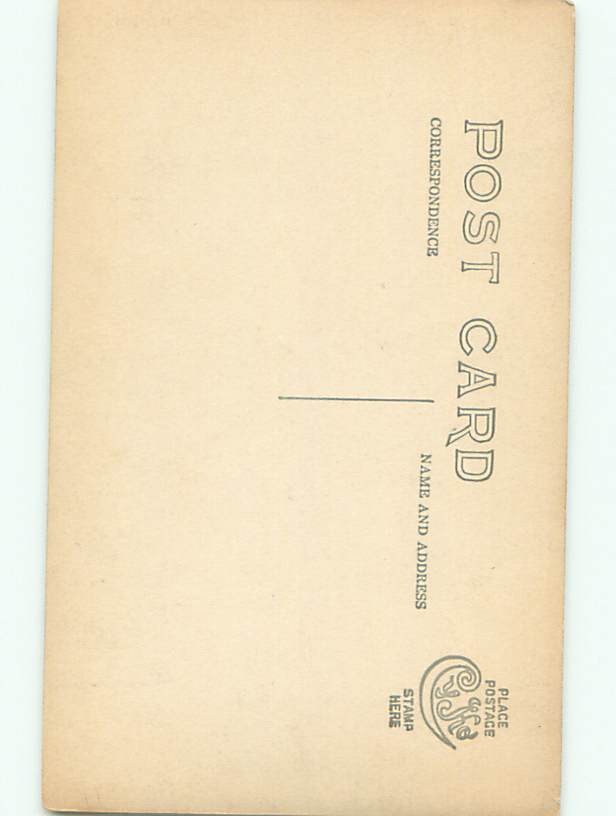 POST CARD
CORRESPONDENCE
NAME AND ADDRESS
PLACE
POSTAGE
STAMP
HERE